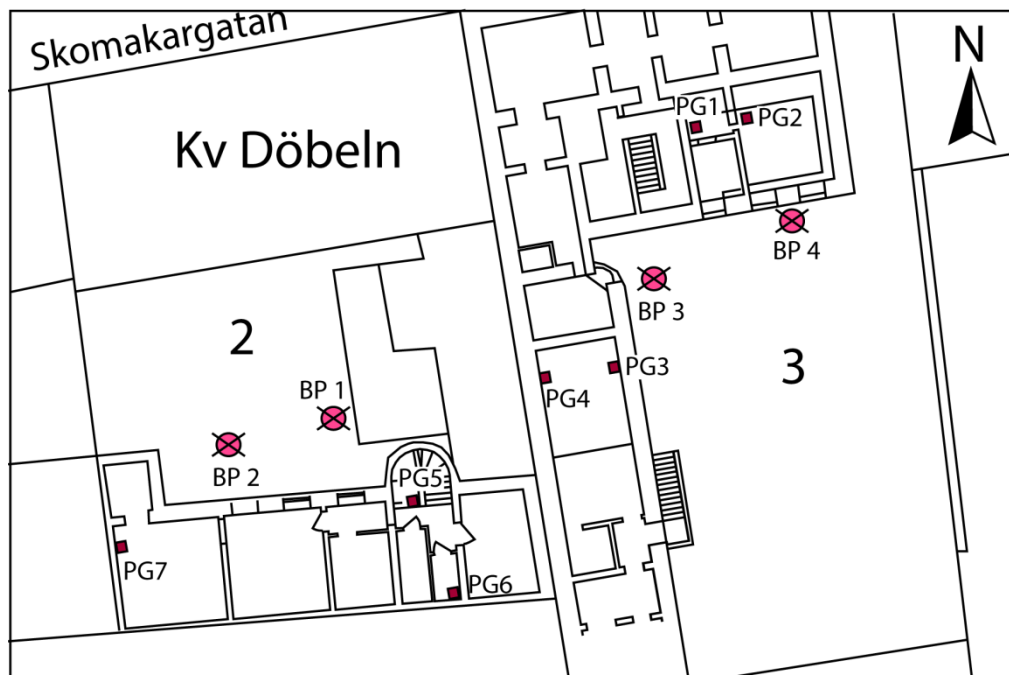 Skomakargatan
N
Kv Döbeln
PG1
PG2
BP 4
BP 3
2
3
PG3
BP 1
PG4
BP 2
PG5
PG7
PG6